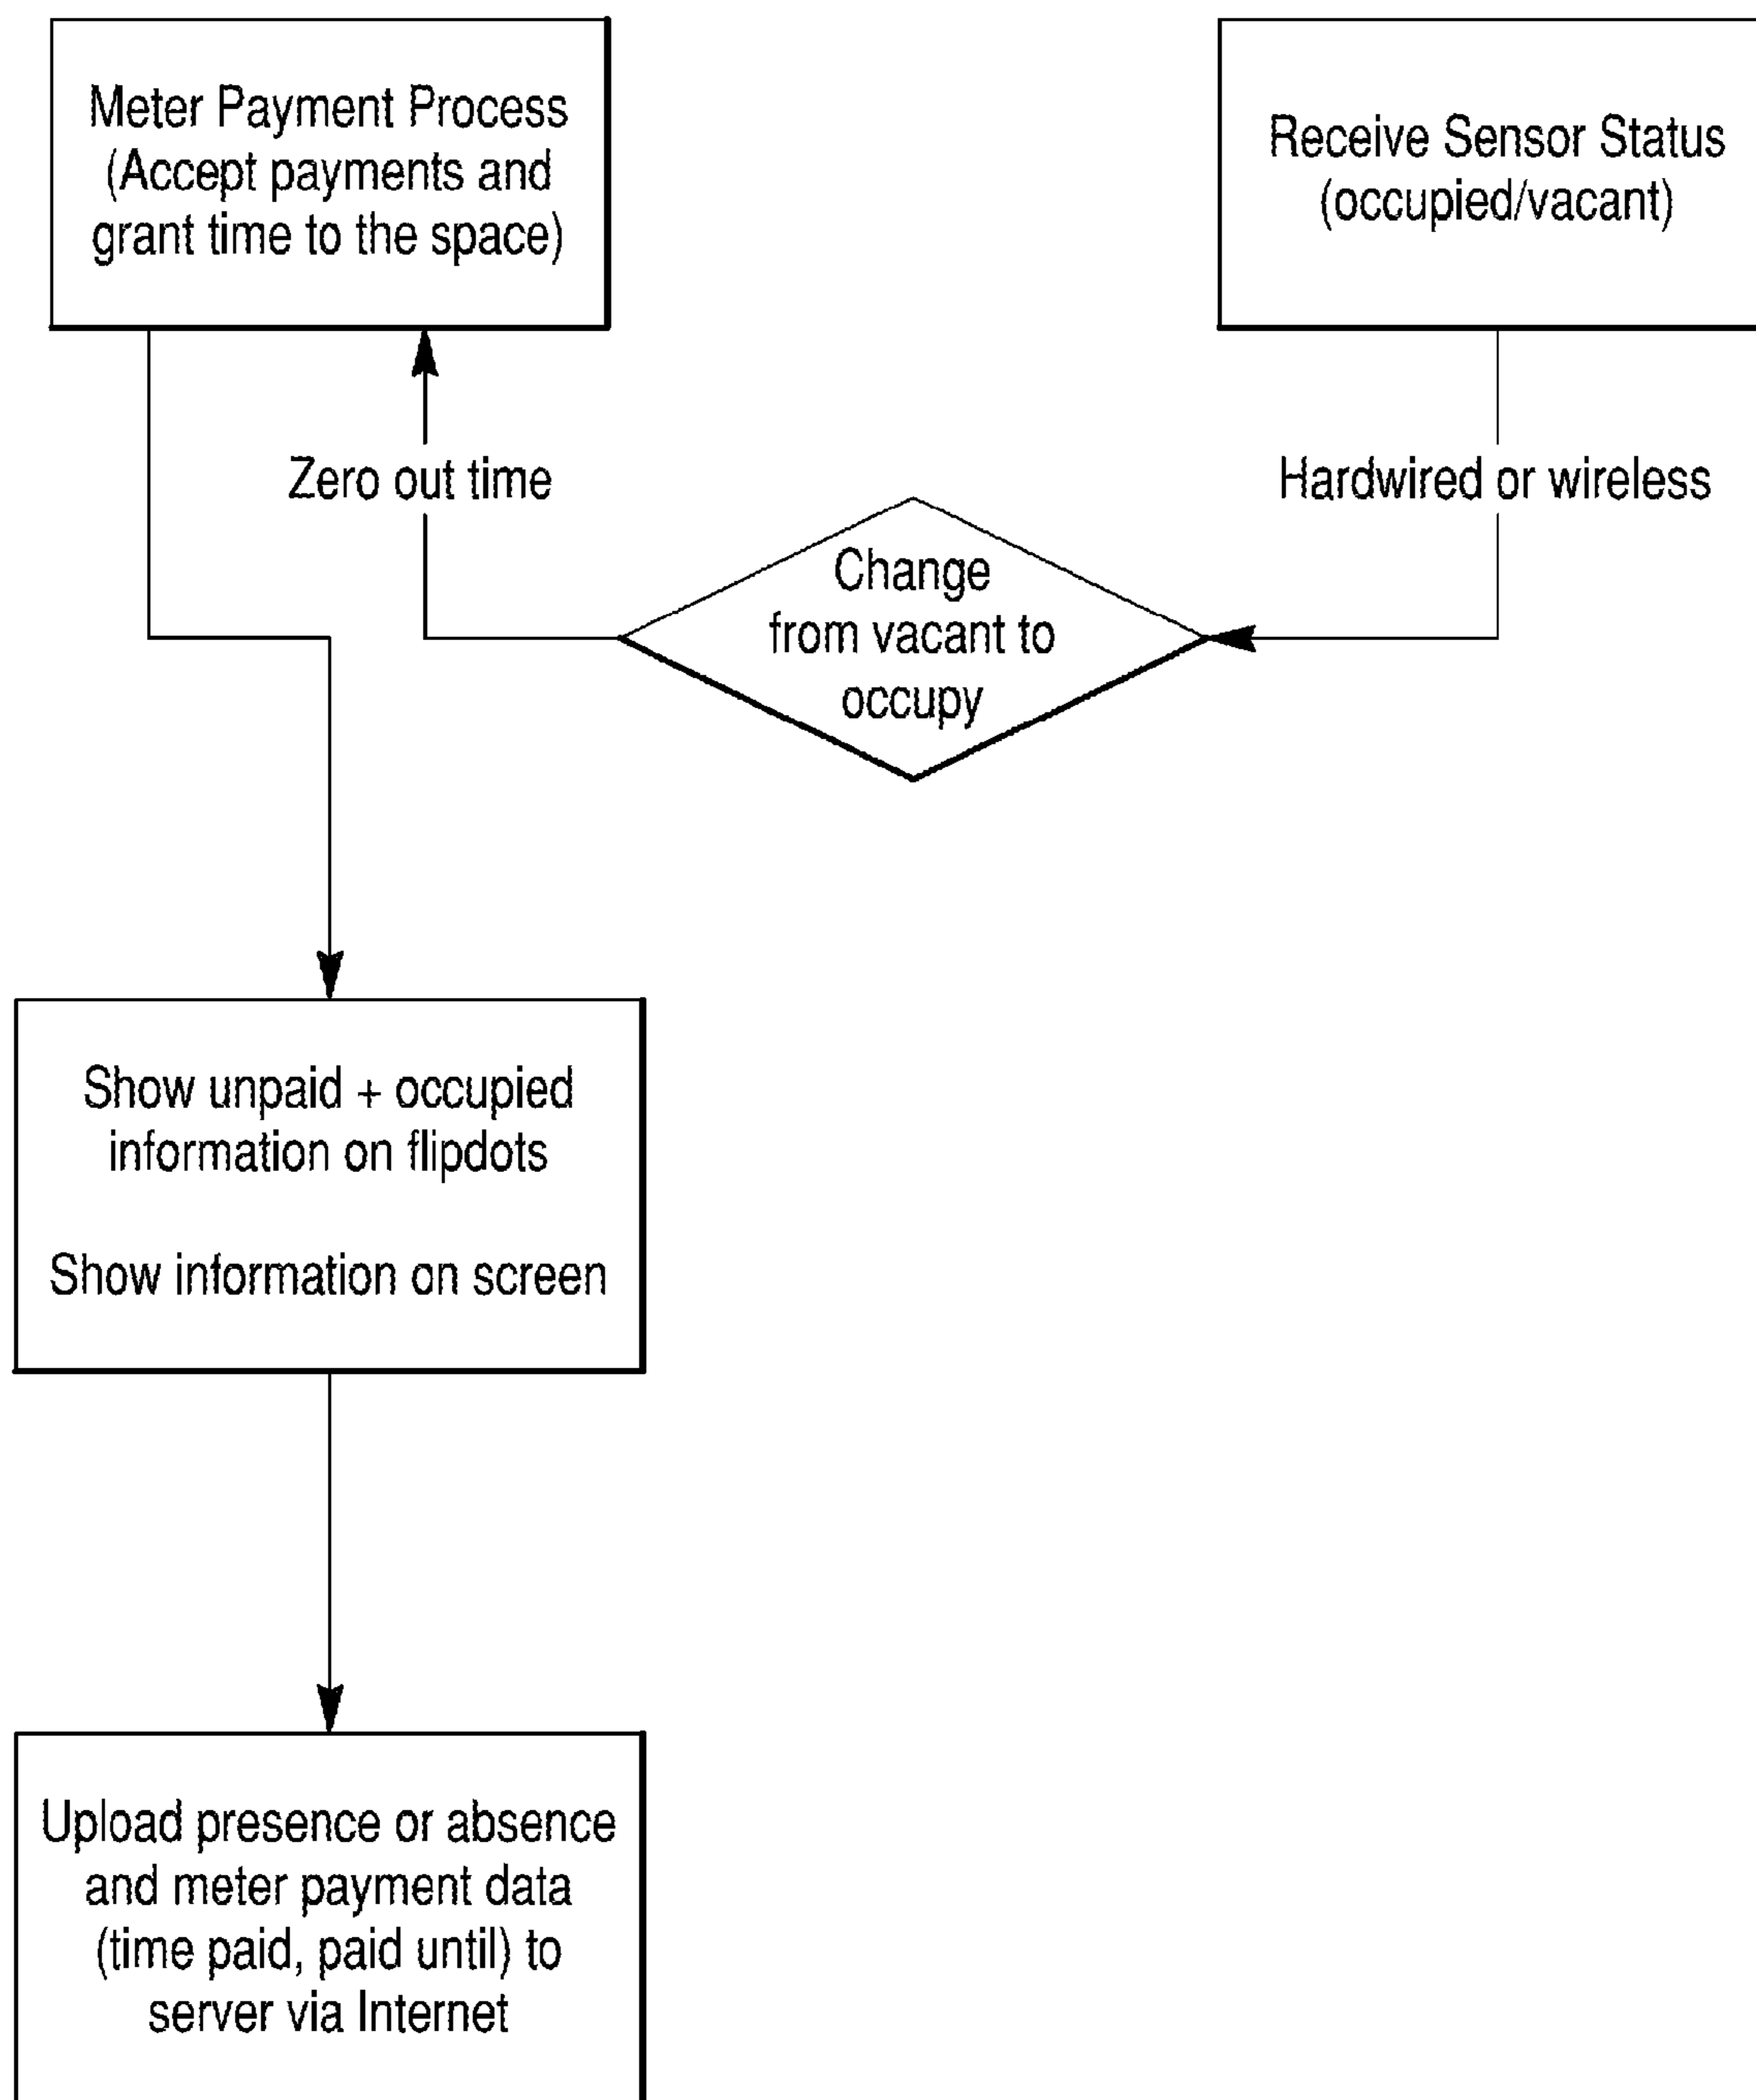 Meter Payment Process
(Accept payments and
grant time to the space)
Receive Sensor Status
(occupied/vacant)
Zero out time
Hardwired or wireless
Change
from vacant to
occupy
Show unpaid + occupied
information on flipdots
Show information on screen
Upload presence or absence
and meter payment data
(time paid, paid until) to
server via Internet